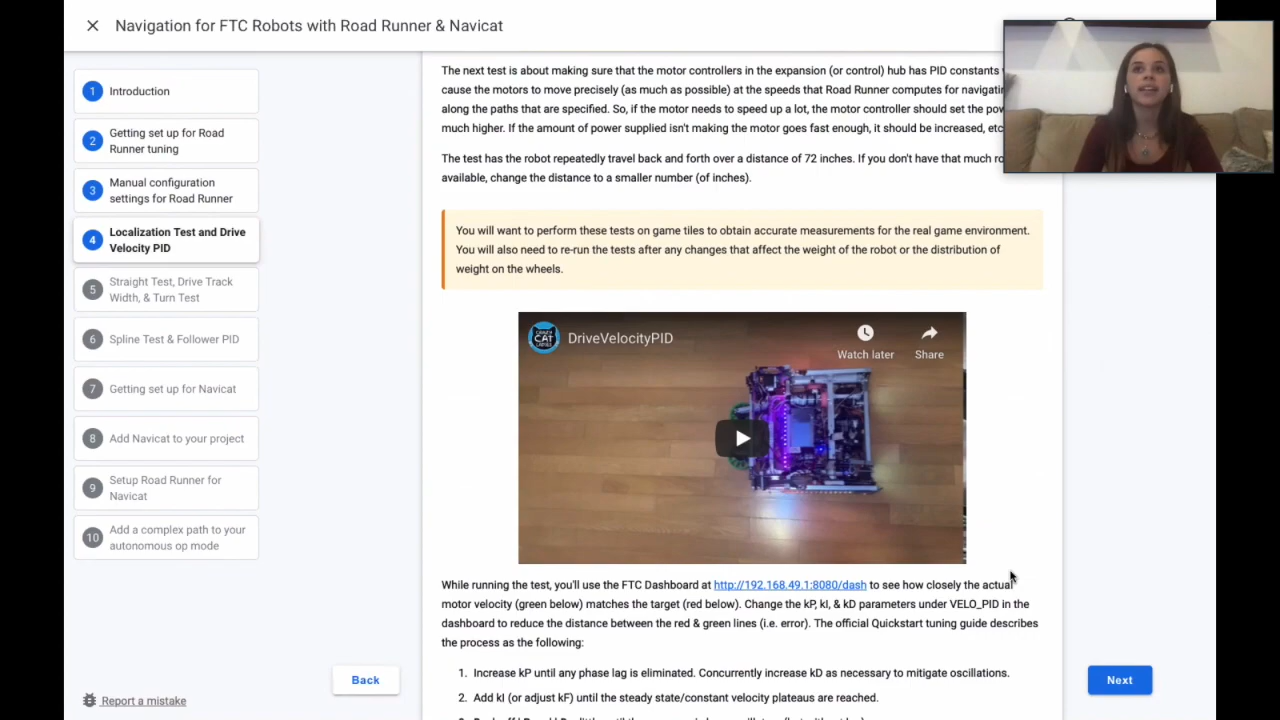 Navigation for FTC Robots with Road Runner & Navicat
1 Introduction
2 Getting set up for Road
Runner tuning
3 Manual configuration
settings for Road Runner
4 Localization Test and Drive
Velocity PID
5 Straight Test, Drive Track
Width, & Turn Test
6 Spline Test & Follower PID
7 Getting set up for Navicat
8 Add Navicat to your project
9 Setup Road Runner for
Navicat
10 Add a complex path to your
autonomous op mode
Report a mistake
The next test is about making sure that the motor controllers in the expansion (or control) hub has PID constants
cause the motors to move precisely (as much as possible) at the speeds that Road Runner computes for navigating
along the paths that are specified. So, if the motor needs to speed up a lot, the motor controller should set the
much higher. If the amount of power supplied isn't making the motor goes fast enough, it should be increased, etc
The test has the robot repeatedly travel back and forth over a distance of 72 inches. If you don't have that much
available, change the distance to a smaller number (of inches).
You will want to perform these tests on game tiles to obtain accurate measurements for the real game environment.
You will also need to re-run the tests after any changes that affect the weight of the robot or the distribution of
weight on the wheels.
CAT
DriveVelocityPID
Watch later
Share
While running the test, you'll use the FTC Dashboard at http://192.168.49.1:8080/dash to see how closely the actual
motor velocity (green below) matches the target (red below). Change the kP, kI, & kD parameters under VELO_PID in the
dashboard to reduce the distance between the red & green lines (i.e. error). The official Quickstart tuning guide describes
the process as the following:
1. Increase kP until any phase lag is eliminated. Concurrently increase kD as necessary to mitigate oscillations.
2. Add kI (or adjust kF) until the steady state/constant velocity plateaus are reached.
Back
Next